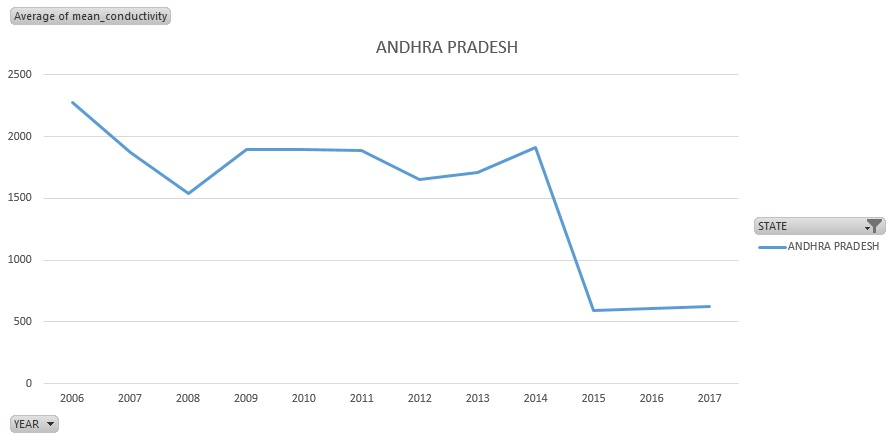 Average of mean_conductivity
ANDHRA PRADESH
2500
2000
1500
1000
500
0
2006 2007 2008 2009 2010 2011 2012 2013 2014 2015 2016 2017
STATE
ANDHRA PRADESH
YEAR